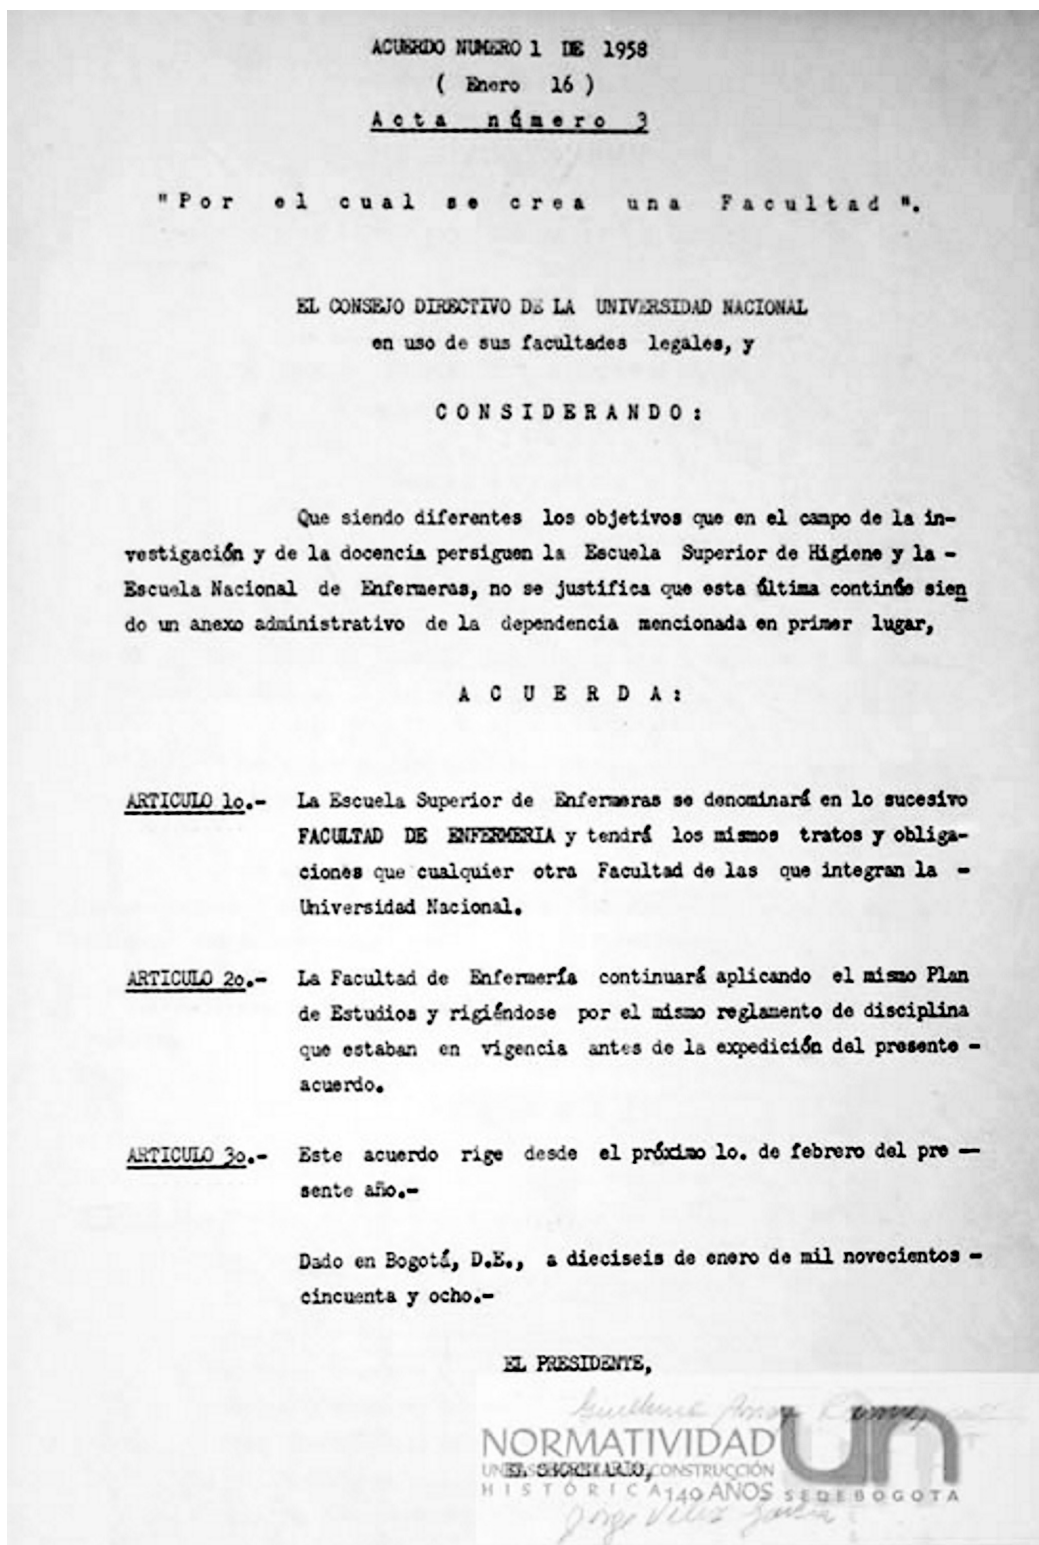 ACUERDO NUMERO 1 DE 1958
( Enero 16 )
Acta número 3
"Por el cual se crea una Facultad".
EL CONSEJO DIRECTIVO DE LA UNIVERSIDAD NACIONAL
en uso de sus facultades legales, y
CONSIDERANDO:
Que siendo diferentes los objetivos que en el campo de la in-
vestigación y de la docencia persiguen la Escuela Superior de Higiene y la -
Escuela Nacional de Enfermeras, no se justifica que esta última continúe sien
do un anexo administrativo de la dependencia mencionada en primer lugar,
ACUERDA:
ARTICULO 1o.- La Escuela Superior de Enfermeras se denominará en lo sucesivo
FACULTAD DE ENFERMERIA y tendrá los mismos tratos y obliga-
ciones que cualquier otra Facultad de las que integran la -
Universidad Nacional.
ARTICULO 2o.- La Facultad de Enfermería continuará aplicando el mismo Plan
de Estudios y rigiéndose por el mismo reglamento de disciplina
que estaban en vigencia antes de la expedición del presente -
acuerdo.
ARTICULO 3o.- Este acuerdo rige desde el próximo 1o. de febrero del pre —
sente año.-
Dado en Bogotá, D.E., a dieciseis de enero de mil novecientos -
cincuenta y ocho.-
EL PRESIDENTE,
NORMATIVIDAD
EL SECRETARIO,
CONSTRUCCIÓN
HISTÓRICA 140 AÑOS
un
SEDE BOGOTA
Jorge Velez